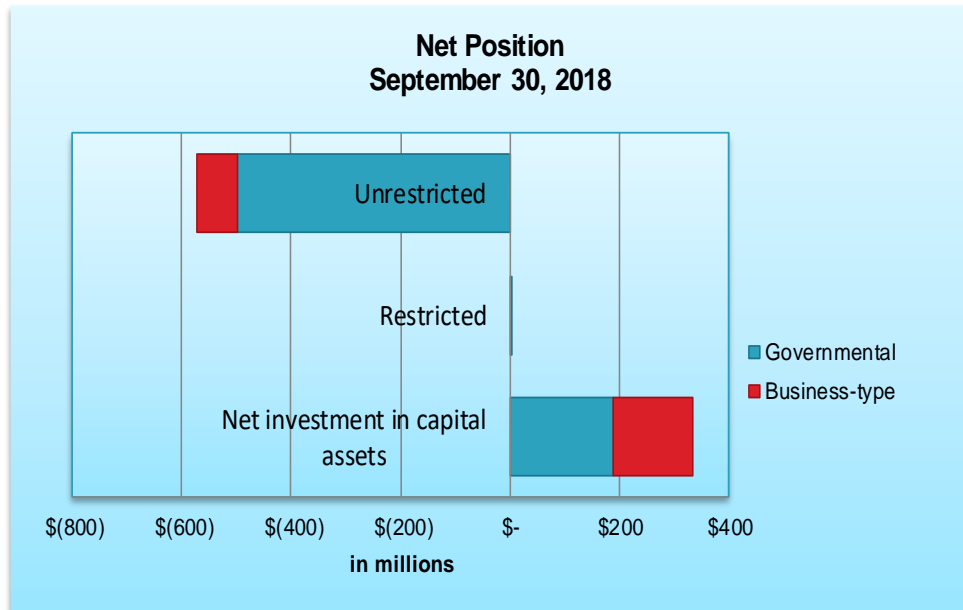 Net Position
September 30, 2018
Unrestricted
Restricted
Net investment in capital
assets
Governmental
Business-type
$(800) $(600) $(400) $(200) $- $200 $400
in millions